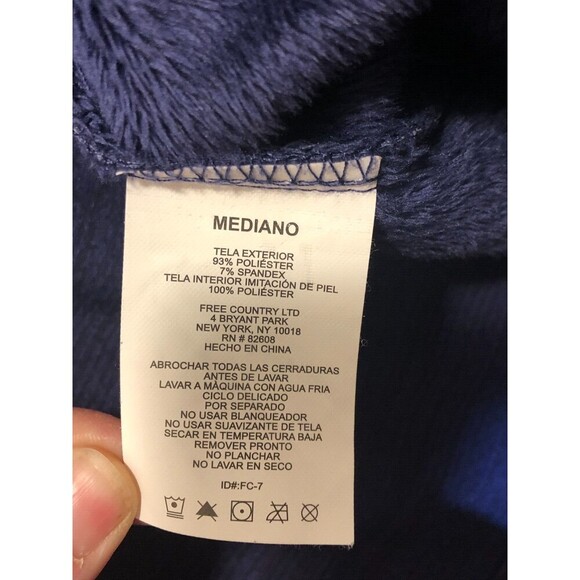 MEDIANO
TELA EXTERIOR
93% POLIÉSTER
7% SPANDEX
TELA INTERIOR IMITACIÓN DE PIEL
100% POLIÉSTER
FREE COUNTRY LTD
4 BRYANT PARK
NEW YORK, NY 10018
RN # 82608
HECHO EN CHINA
ABROCHAR TODAS LAS CERRADURAS
ANTES DE LAVAR
LAVAR A MÁQUINA CON AGUA FRIA
CICLO DELICADO
POR SEPARADO
NO USAR BLANQUEADOR
NO USAR SUAVIZANTE DE TELA
SECAR EN TEMPERATURA BAJA
REMOVER PRONTO
NO PLANCHAR
NO LAVAR EN SECO
ID#:FC-7